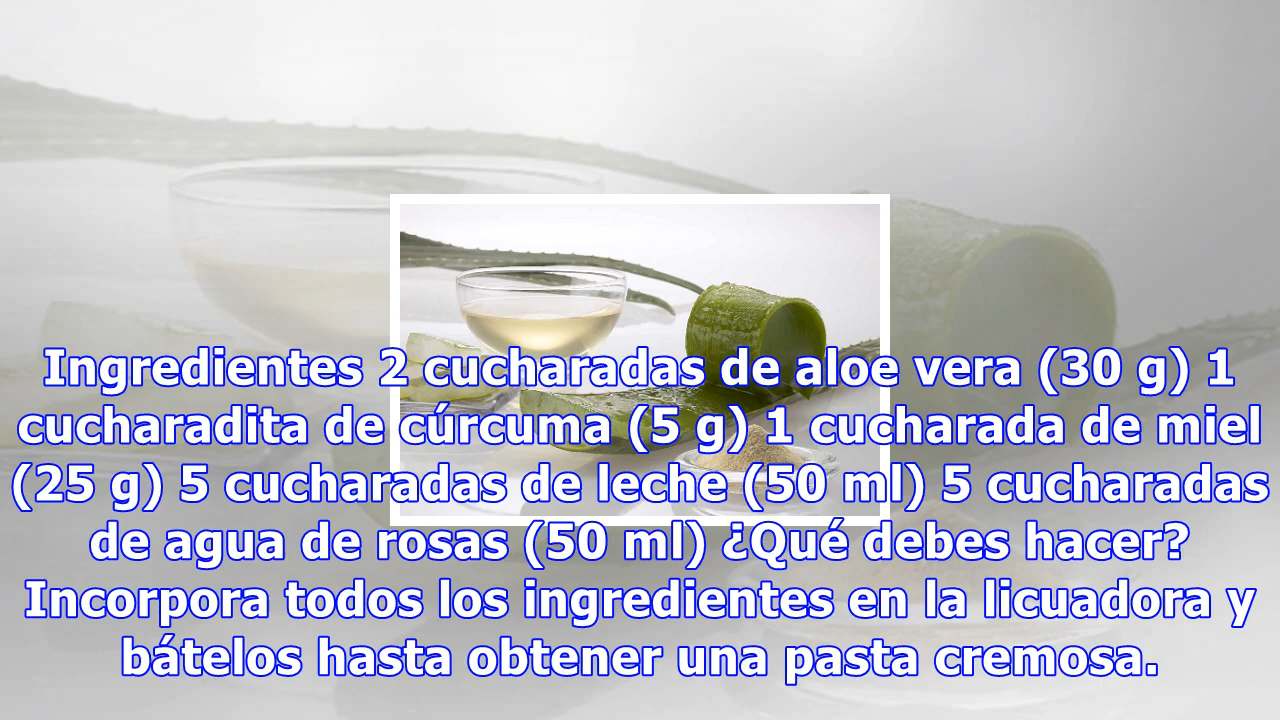 Ingredientes 2 cucharadas de aloe vera (30 g) 1
cucharadita de cúrcuma (5 g) 1 cucharada de miel
(25 g) 5 cucharadas de leche (50 ml) 5 cucharadas
de agua de rosas (50 ml) ¿Qué debes hacer?
Incorpora todos los ingredientes en la licuadora y
bátelos hasta obtener una pasta cremosa.